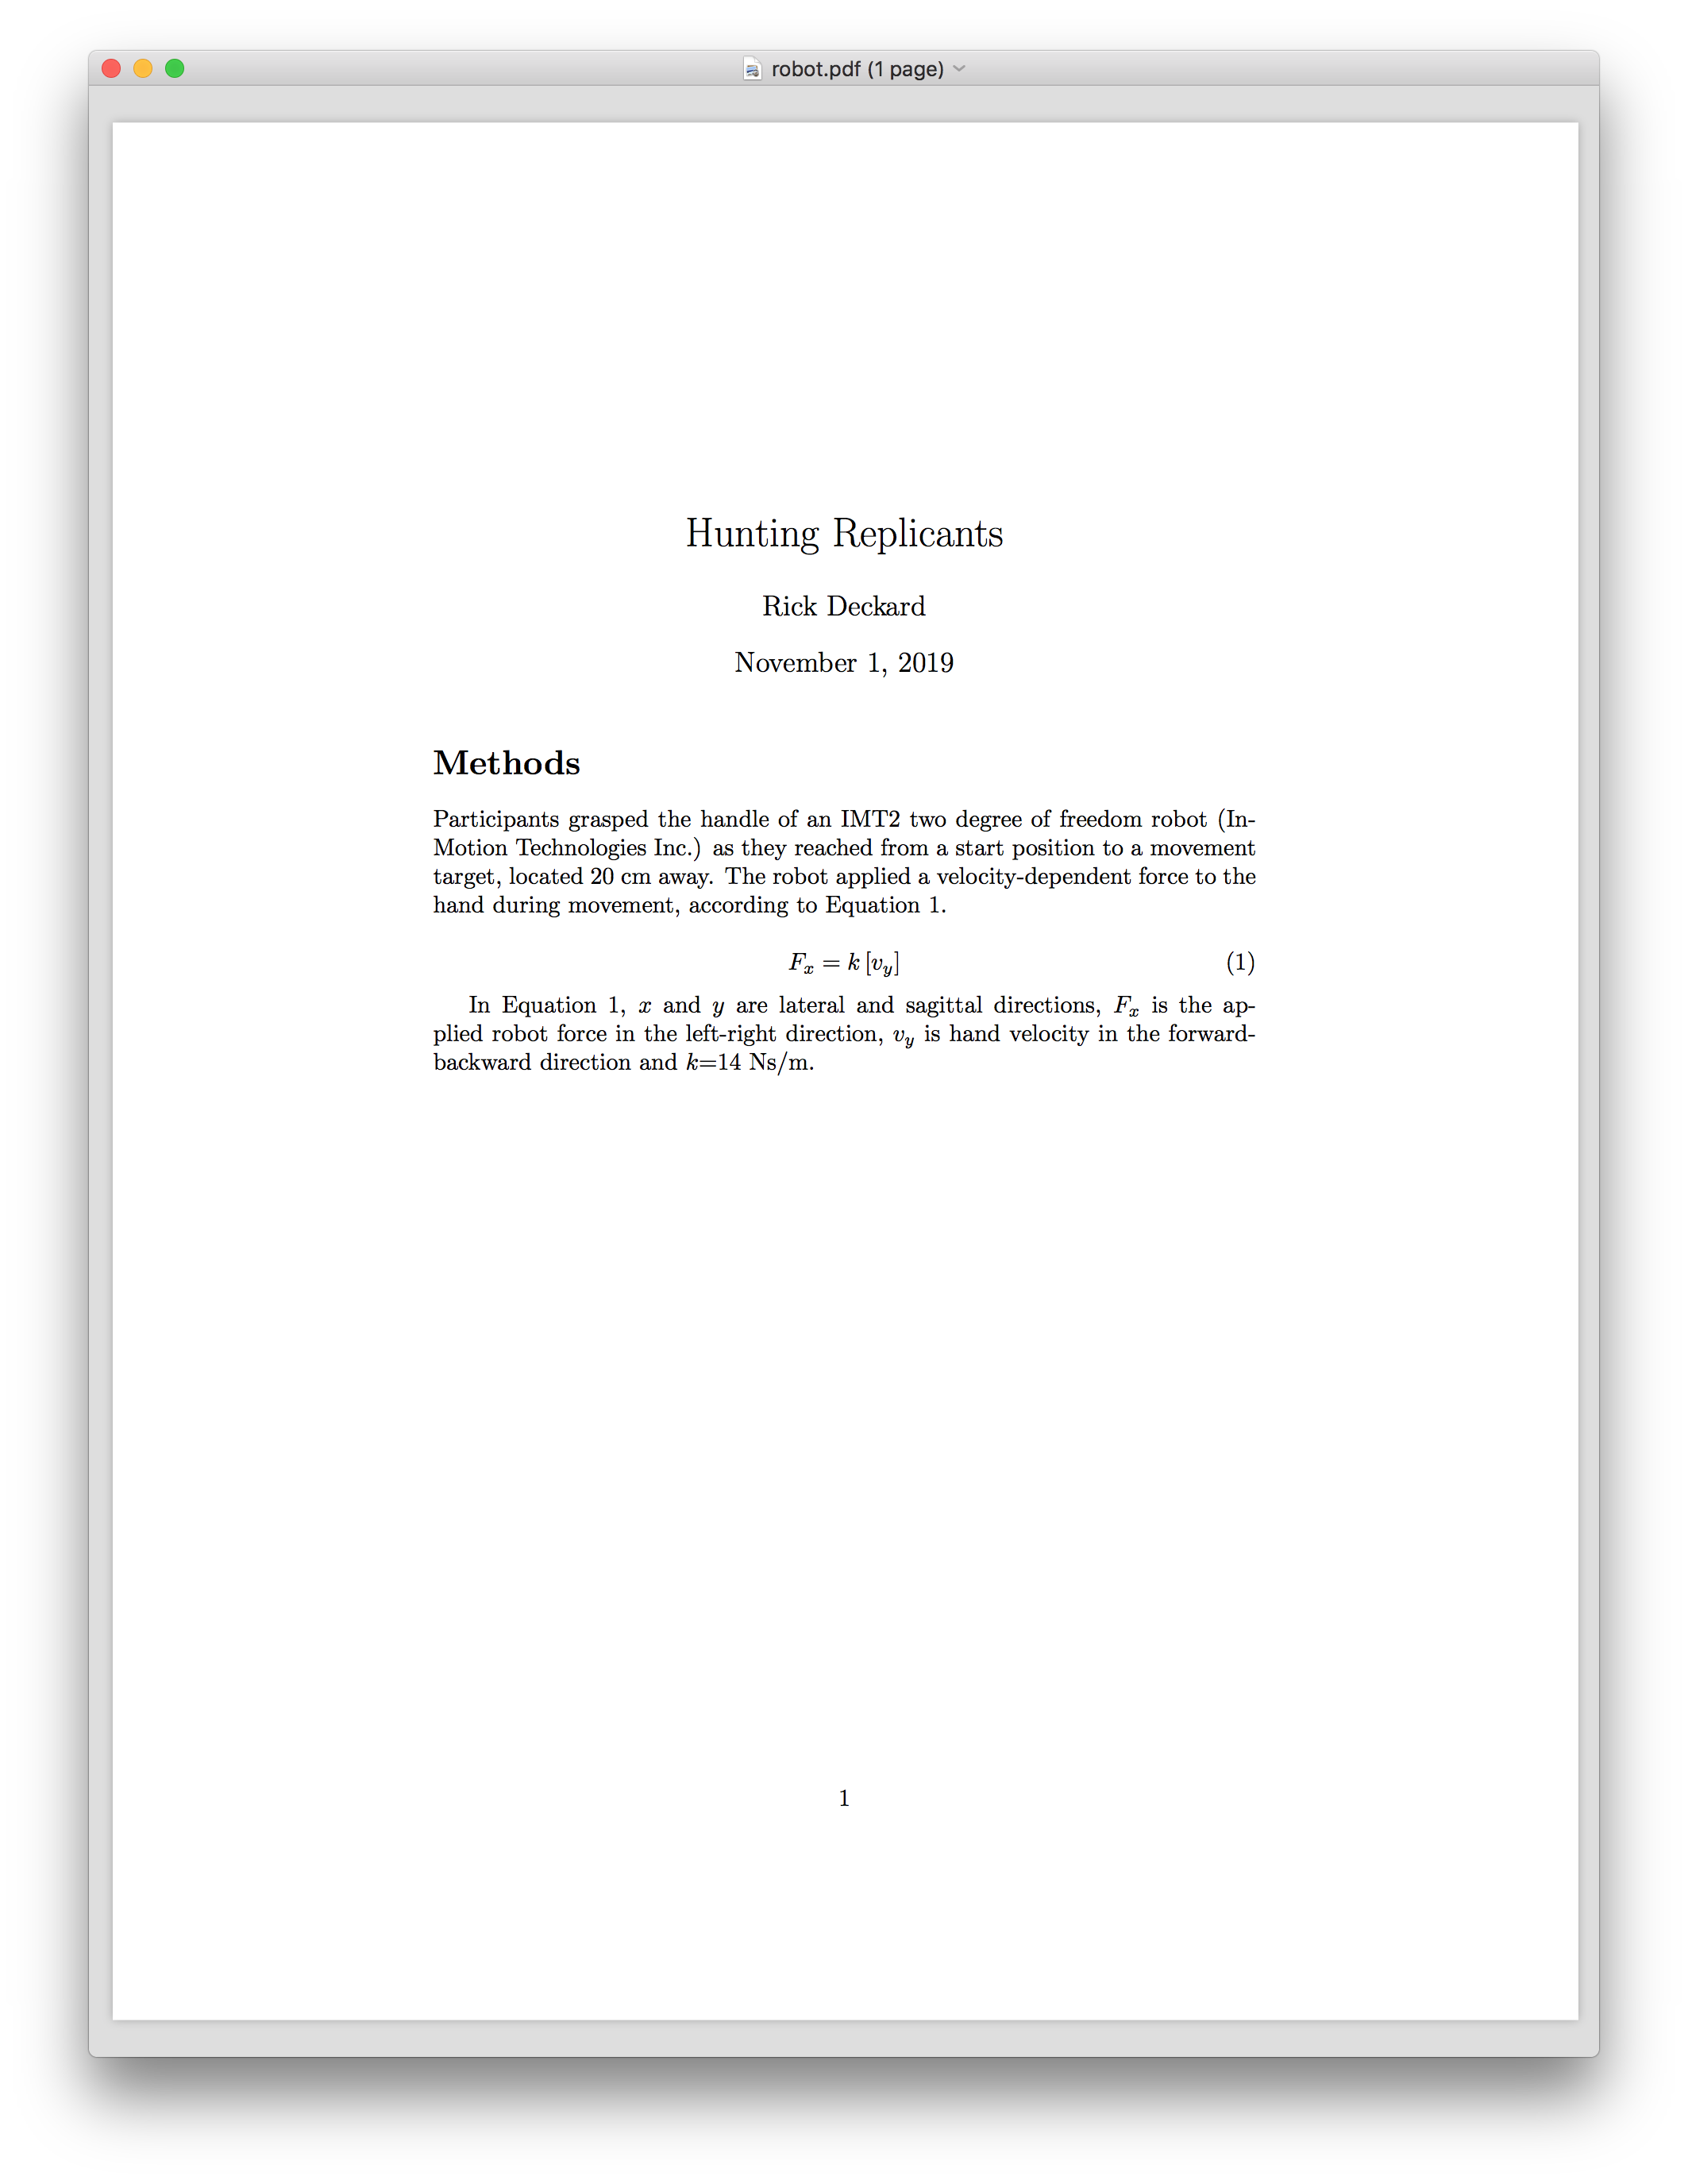 robot.pdf (1 page)
Hunting Replicants
Rick Deckard
November 1, 2019
Methods
Participants grasped the handle of an IMT2 two degree of freedom robot (In-
Motion Technologies Inc.) as they reached from a start position to a movement
target, located 20 cm away. The robot applied a velocity-dependent force to the
hand during movement, according to Equation 1.
Fₓ = k [v_y] (1)
In Equation 1, x and y are lateral and sagittal directions, Fₓ is the ap-
plied robot force in the left-right direction, v_y is hand velocity in the forward-
backward direction and k=14 Ns/m.
1